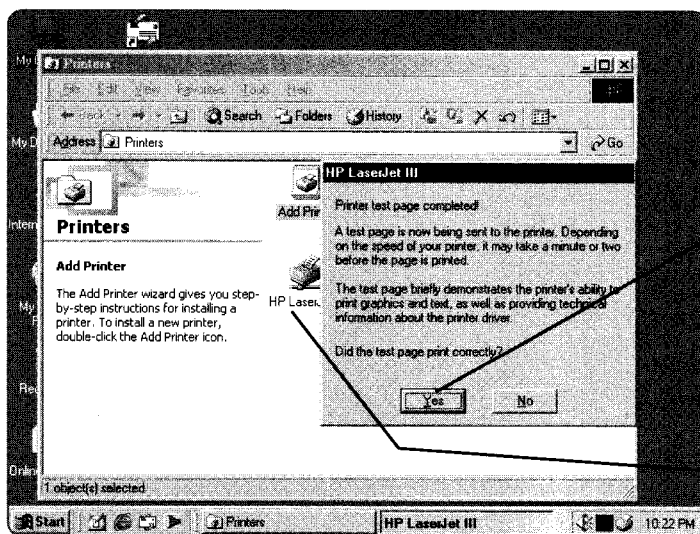 Printers
File Edit View Favorites Tools Help
Back Search Folders History
Address Printers Go
Printers
Add Printer
The Add Printer wizard gives you step-
by-step instructions for installing a
printer. To install a new printer,
double-click the Add Printer icon.
Add Prin
HP LaserJ
HP LaserJet III
Printer test page completed!
A test page is now being sent to the printer. Depending
on the speed of your printer, it may take a minute or two
before the page is printed.
The test page briefly demonstrates the printer's ability to
print graphics and text, as well as providing technical
information about the printer driver.
Did the test page print correctly?
Yes No
1 object(s) selected
Start Printers HP LaserJet III 10:22 PM